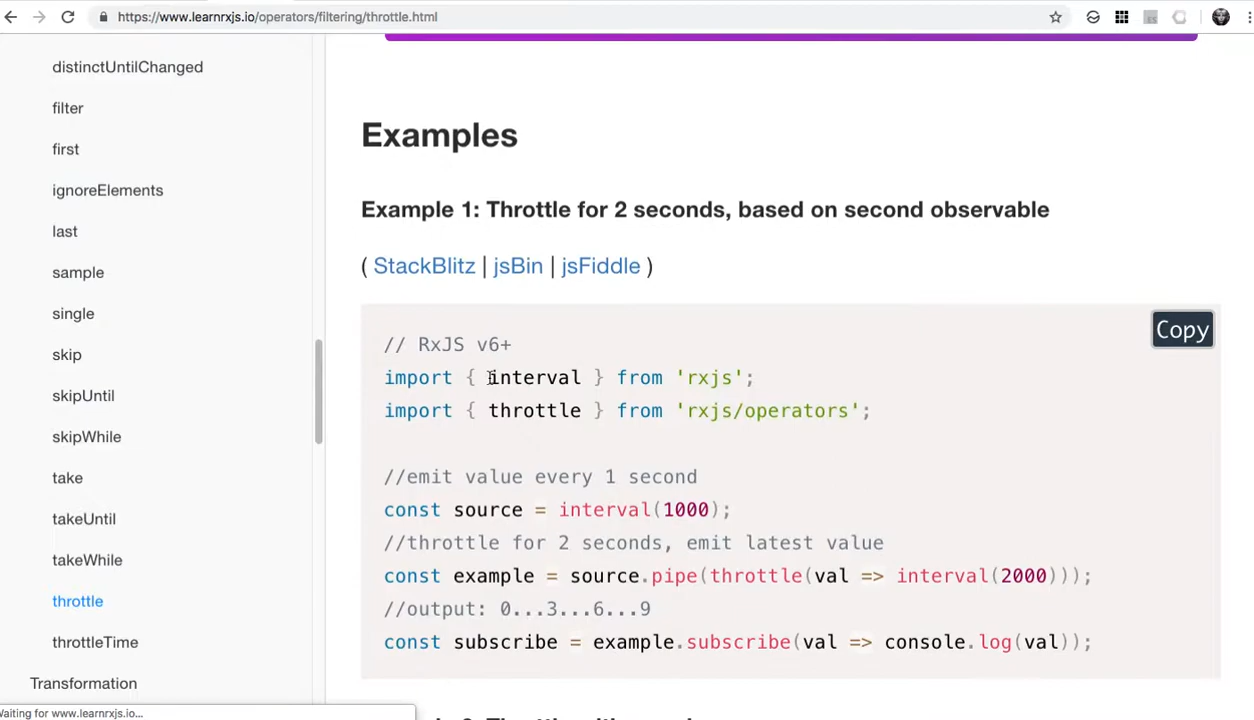 https://www.learnrxjs.io/operators/filtering/throttle.html
distinctUntilChanged
filter
first
ignoreElements
last
sample
single
skip
skipUntil
skipWhile
take
takeUntil
takeWhile
throttle
throttleTime
Transformation
Examples
Example 1: Throttle for 2 seconds, based on second observable
( StackBlitz | jsBin | jsFiddle )
Copy
// RxJS v6+
import { interval } from 'rxjs';
import { throttle } from 'rxjs/operators';
//emit value every 1 second
const source = interval(1000);
//throttle for 2 seconds, emit latest value
const example = source.pipe(throttle(val => interval(2000)));
//output: 0...3...6...9
const subscribe = example.subscribe(val => console.log(val));
Waiting for www.learnrxjs.io...